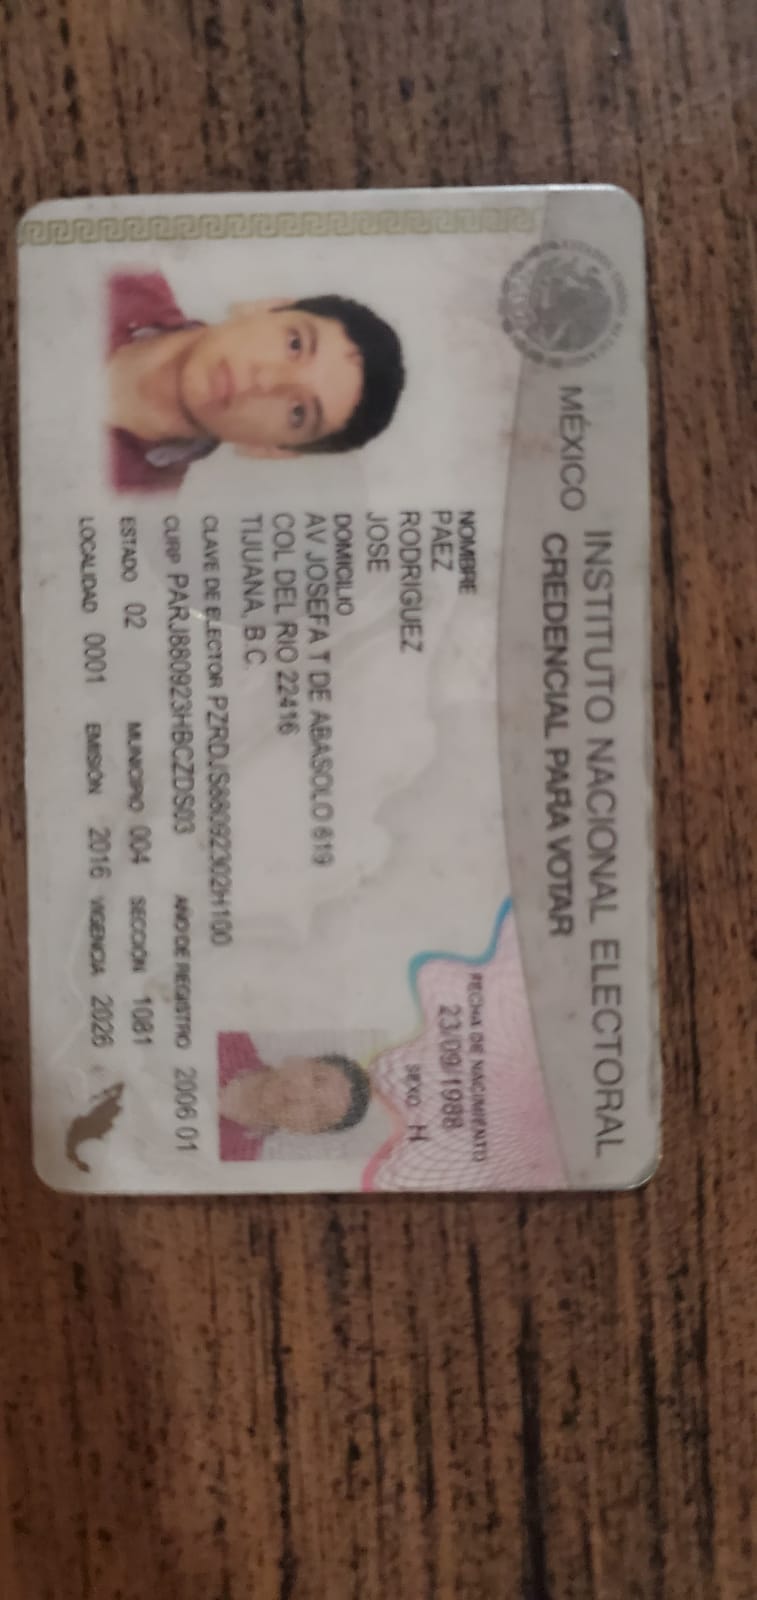 MÉXICO INSTITUTO NACIONAL ELECTORAL
CREDENCIAL PARA VOTAR
NOMBRE
PAEZ
RODRIGUEZ
JOSE
FECHA DE NACIMIENTO
23/09/1988
SEXO H
DOMICILIO
AV JOSEFA T DE ABASOLO 619
COL DEL RIO 22416
TIJUANA, B.C.
CLAVE DE ELECTOR PZRDJS88092302H100
CURP PARJ880923HBCZDS03 AÑO DE REGISTRO 2006 01
ESTADO 02 MUNICIPIO 004 SECCIÓN 1081
LOCALIDAD 0001 EMISIÓN 2016 VIGENCIA 2026